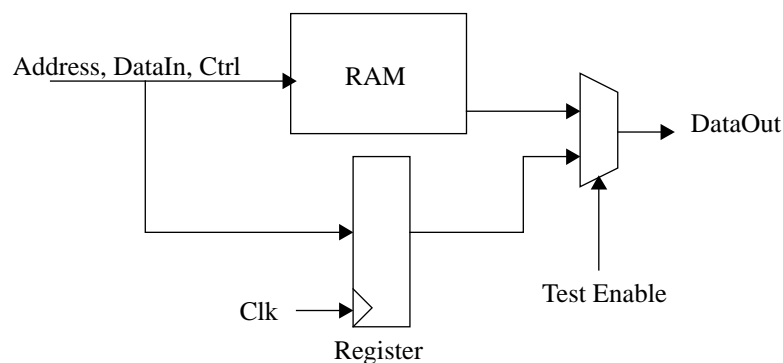 Address, DataIn, Ctrl
RAM
DataOut
Test Enable
Clk
Register